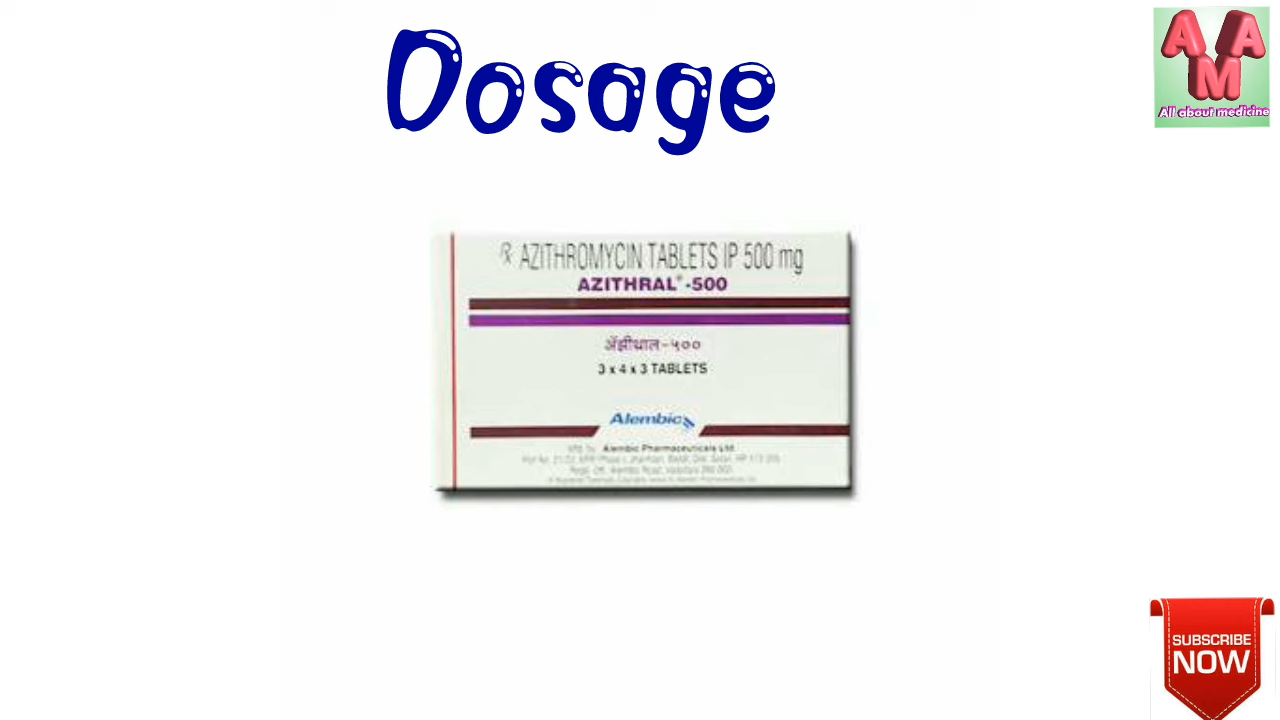 Dosage
A A
M
All about medicine
Rx AZITHROMYCIN TABLETS IP 500 mg
AZITHRAL® -500
अ‍ॅझीथ्राल-५००
3 x 4 x 3 TABLETS
Alembic
Alembic Pharmaceuticals Ltd.
SUBSCRIBE
NOW